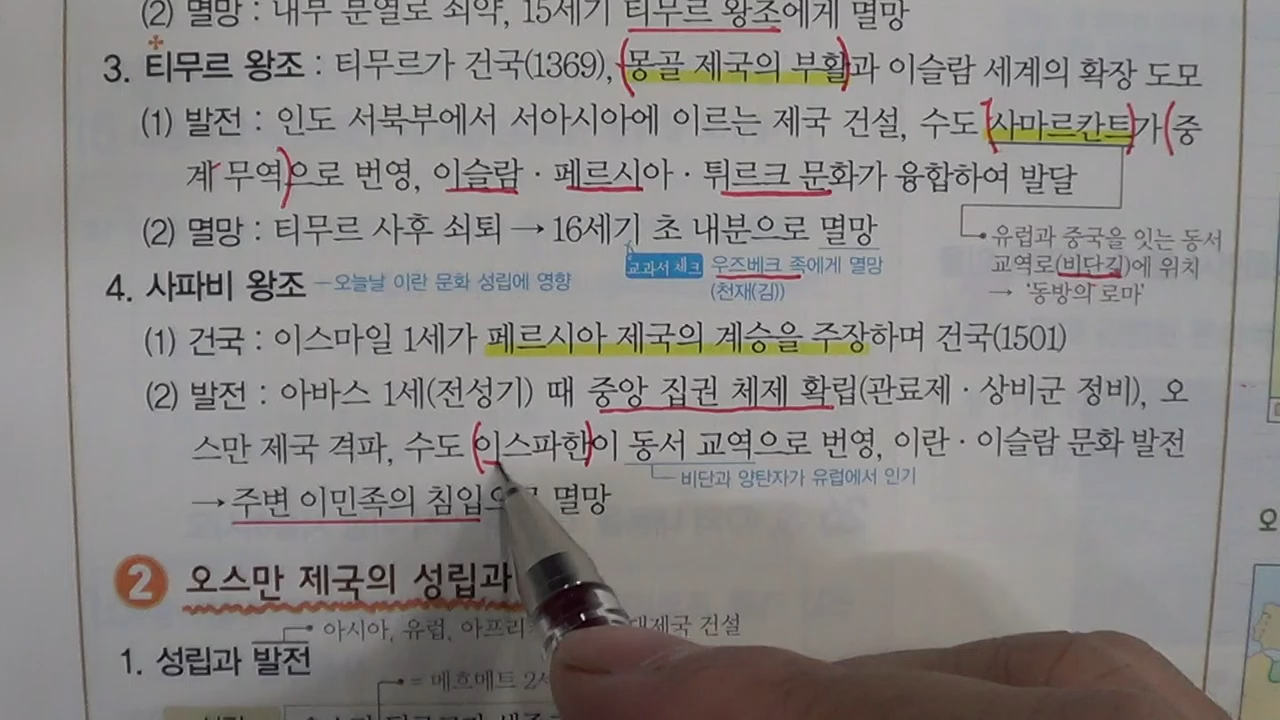 (2) 멸망 : 내부 분열로 쇠약, 15세기 티무르 왕조에게 멸망
3. 티무르 왕조 : 티무르가 건국(1369), 몽골 제국의 부활과 이슬람 세계의 확장 도모
(1) 발전 : 인도 서북부에서 서아시아에 이르는 제국 건설, 수도 사마르칸트가 중
계 무역으로 번영, 이슬람 · 페르시아 · 튀르크 문화가 융합하여 발달
(2) 멸망 : 티무르 사후 쇠퇴 → 16세기 초 내분으로 멸망
유럽과 중국을 잇는 동서
교역로(비단길)에 위치
→ '동방의 로마'
교과서 체크 우즈베크 족에게 멸망
(천재(김))
4. 사파비 왕조 오늘날 이란 문화 성립에 영향
(1) 건국 : 이스마일 1세가 페르시아 제국의 계승을 주장하며 건국(1501)
(2) 발전 : 아바스 1세(전성기) 때 중앙 집권 체제 확립(관료제 · 상비군 정비), 오
스만 제국 격파, 수도 이스파한이 동서 교역으로 번영, 이란 · 이슬람 문화 발전
비단과 양탄자가 유럽에서 인기
→ 주변 이민족의 침입 멸망
2 오스만 제국의 성립과
아시아, 유럽, 건설
1. 성립과 발전
= 메흐메트
오